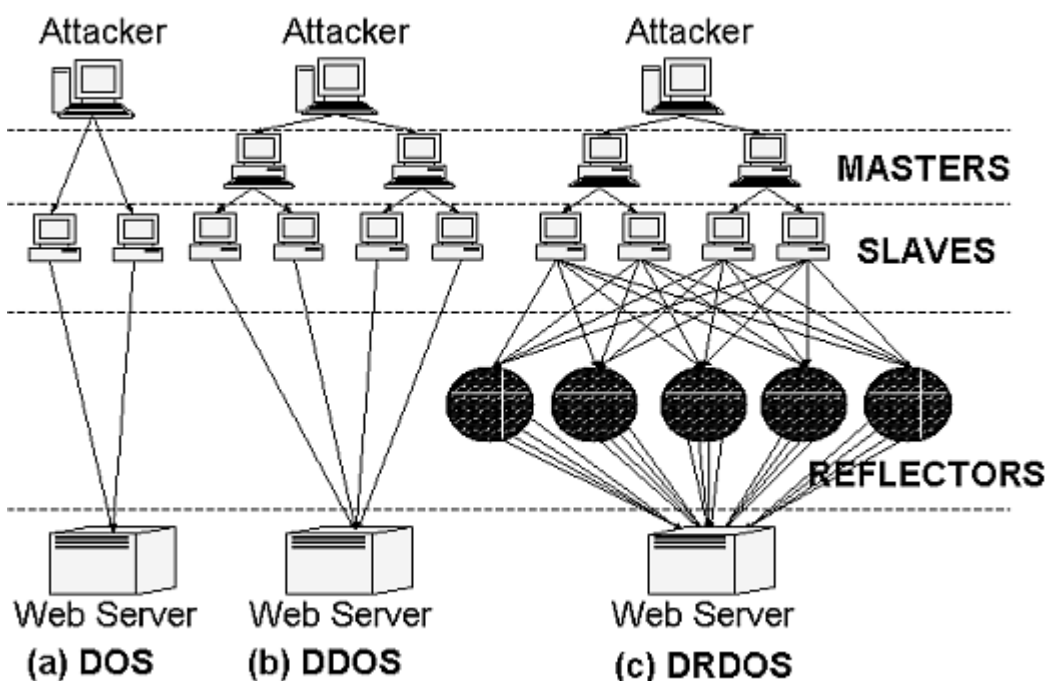 Attacker
Attacker
Attacker
MASTERS
SLAVES
REFLECTORS
Web Server
Web Server
Web Server
(a) DOS
(b) DDOS
(c) DRDOS